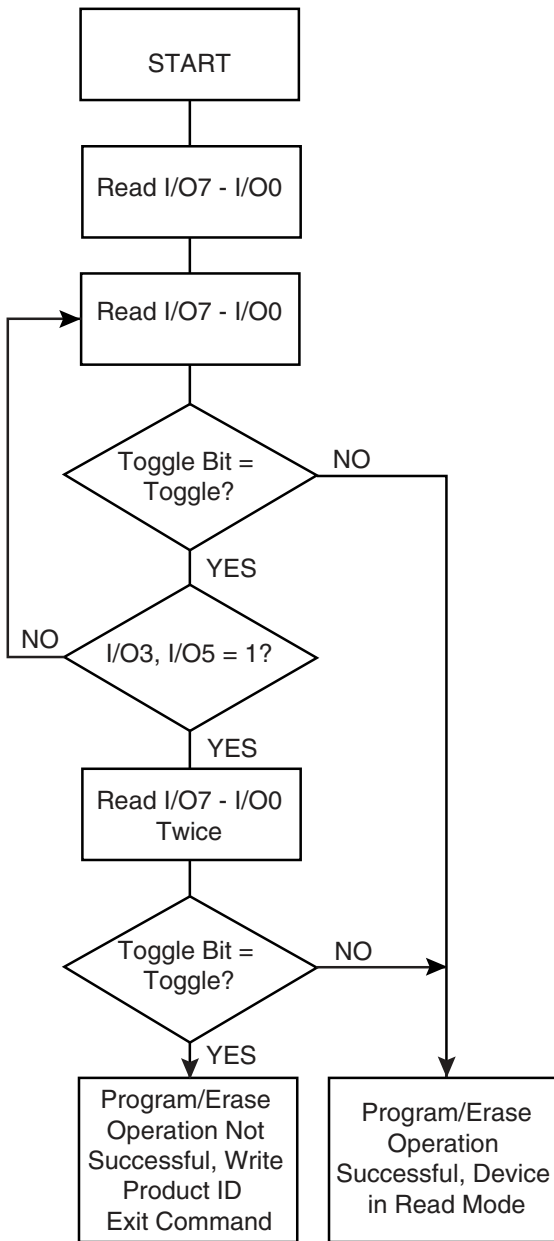 START
Read I/O7 - I/O0
Read I/O7 - I/O0
Toggle Bit =
Toggle?
NO
YES
NO
I/O3, I/O5 = 1?
YES
Read I/O7 - I/O0
Twice
Toggle Bit =
Toggle?
NO
YES
Program/Erase
Operation Not
Successful, Write
Product ID
Exit Command
Program/Erase
Operation
Successful, Device
in Read Mode